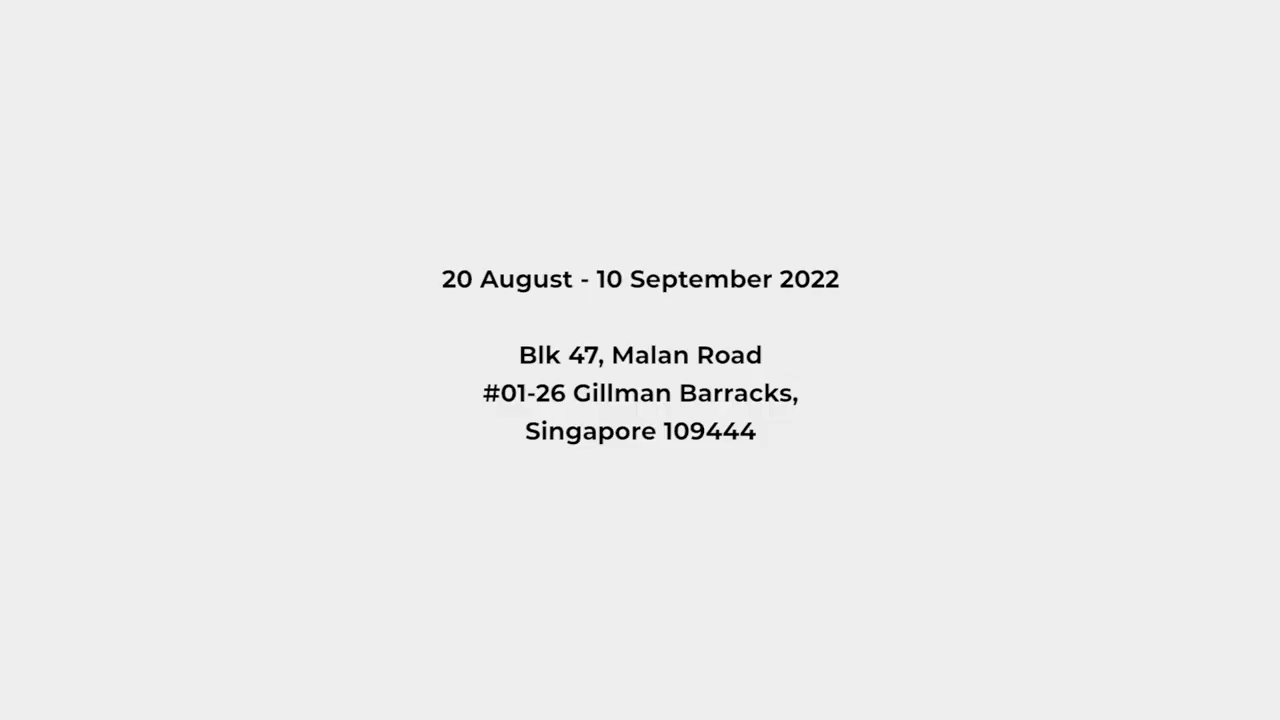 20 August - 10 September 2022
Blk 47, Malan Road
#01-26 Gillman Barracks,
Singapore 109444